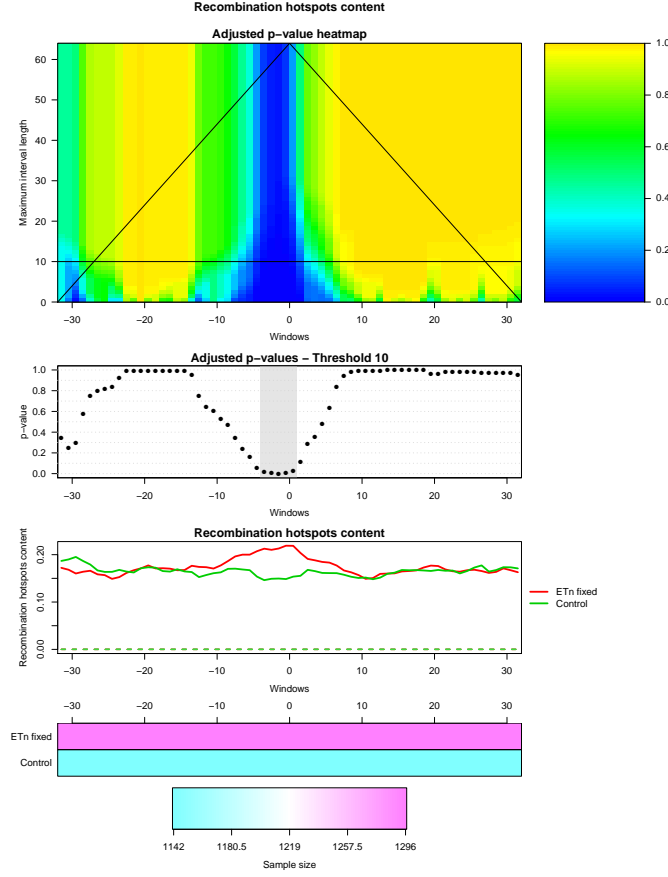 Recombination hotspots content
Adjusted p−value heatmap
Maximum interval length
60
50
40
30
20
10
0
−30 −20 −10 0 10 20 30
Windows
1.0
0.8
0.6
0.4
0.2
0.0
Adjusted p−values − Threshold 10
p−value
1.0
0.8
0.6
0.4
0.2
0.0
−30 −20 −10 0 10 20 30
Windows
Recombination hotspots content
Recombination hotspots content
0.20
0.10
0.00
−30 −20 −10 0 10 20 30
Windows
ETn fixed
Control
−30 −20 −10 0 10 20 30
ETn fixed
Control
1142 1180.5 1219 1257.5 1296
Sample size